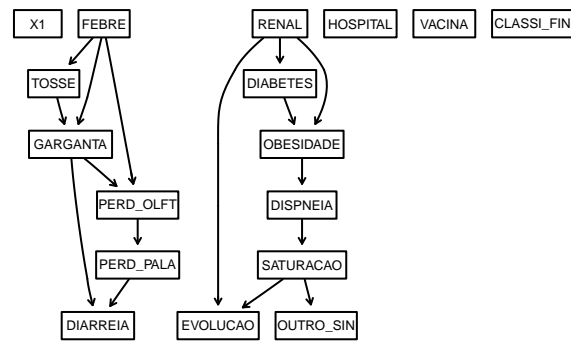 X1 FEBRE RENAL HOSPITAL VACINA CLASSI_FIN
TOSSE DIABETES
GARGANTA OBESIDADE
PERD_OLFT DISPNEIA
PERD_PALA SATURACAO
DIARREIA EVOLUCAO OUTRO_SIN